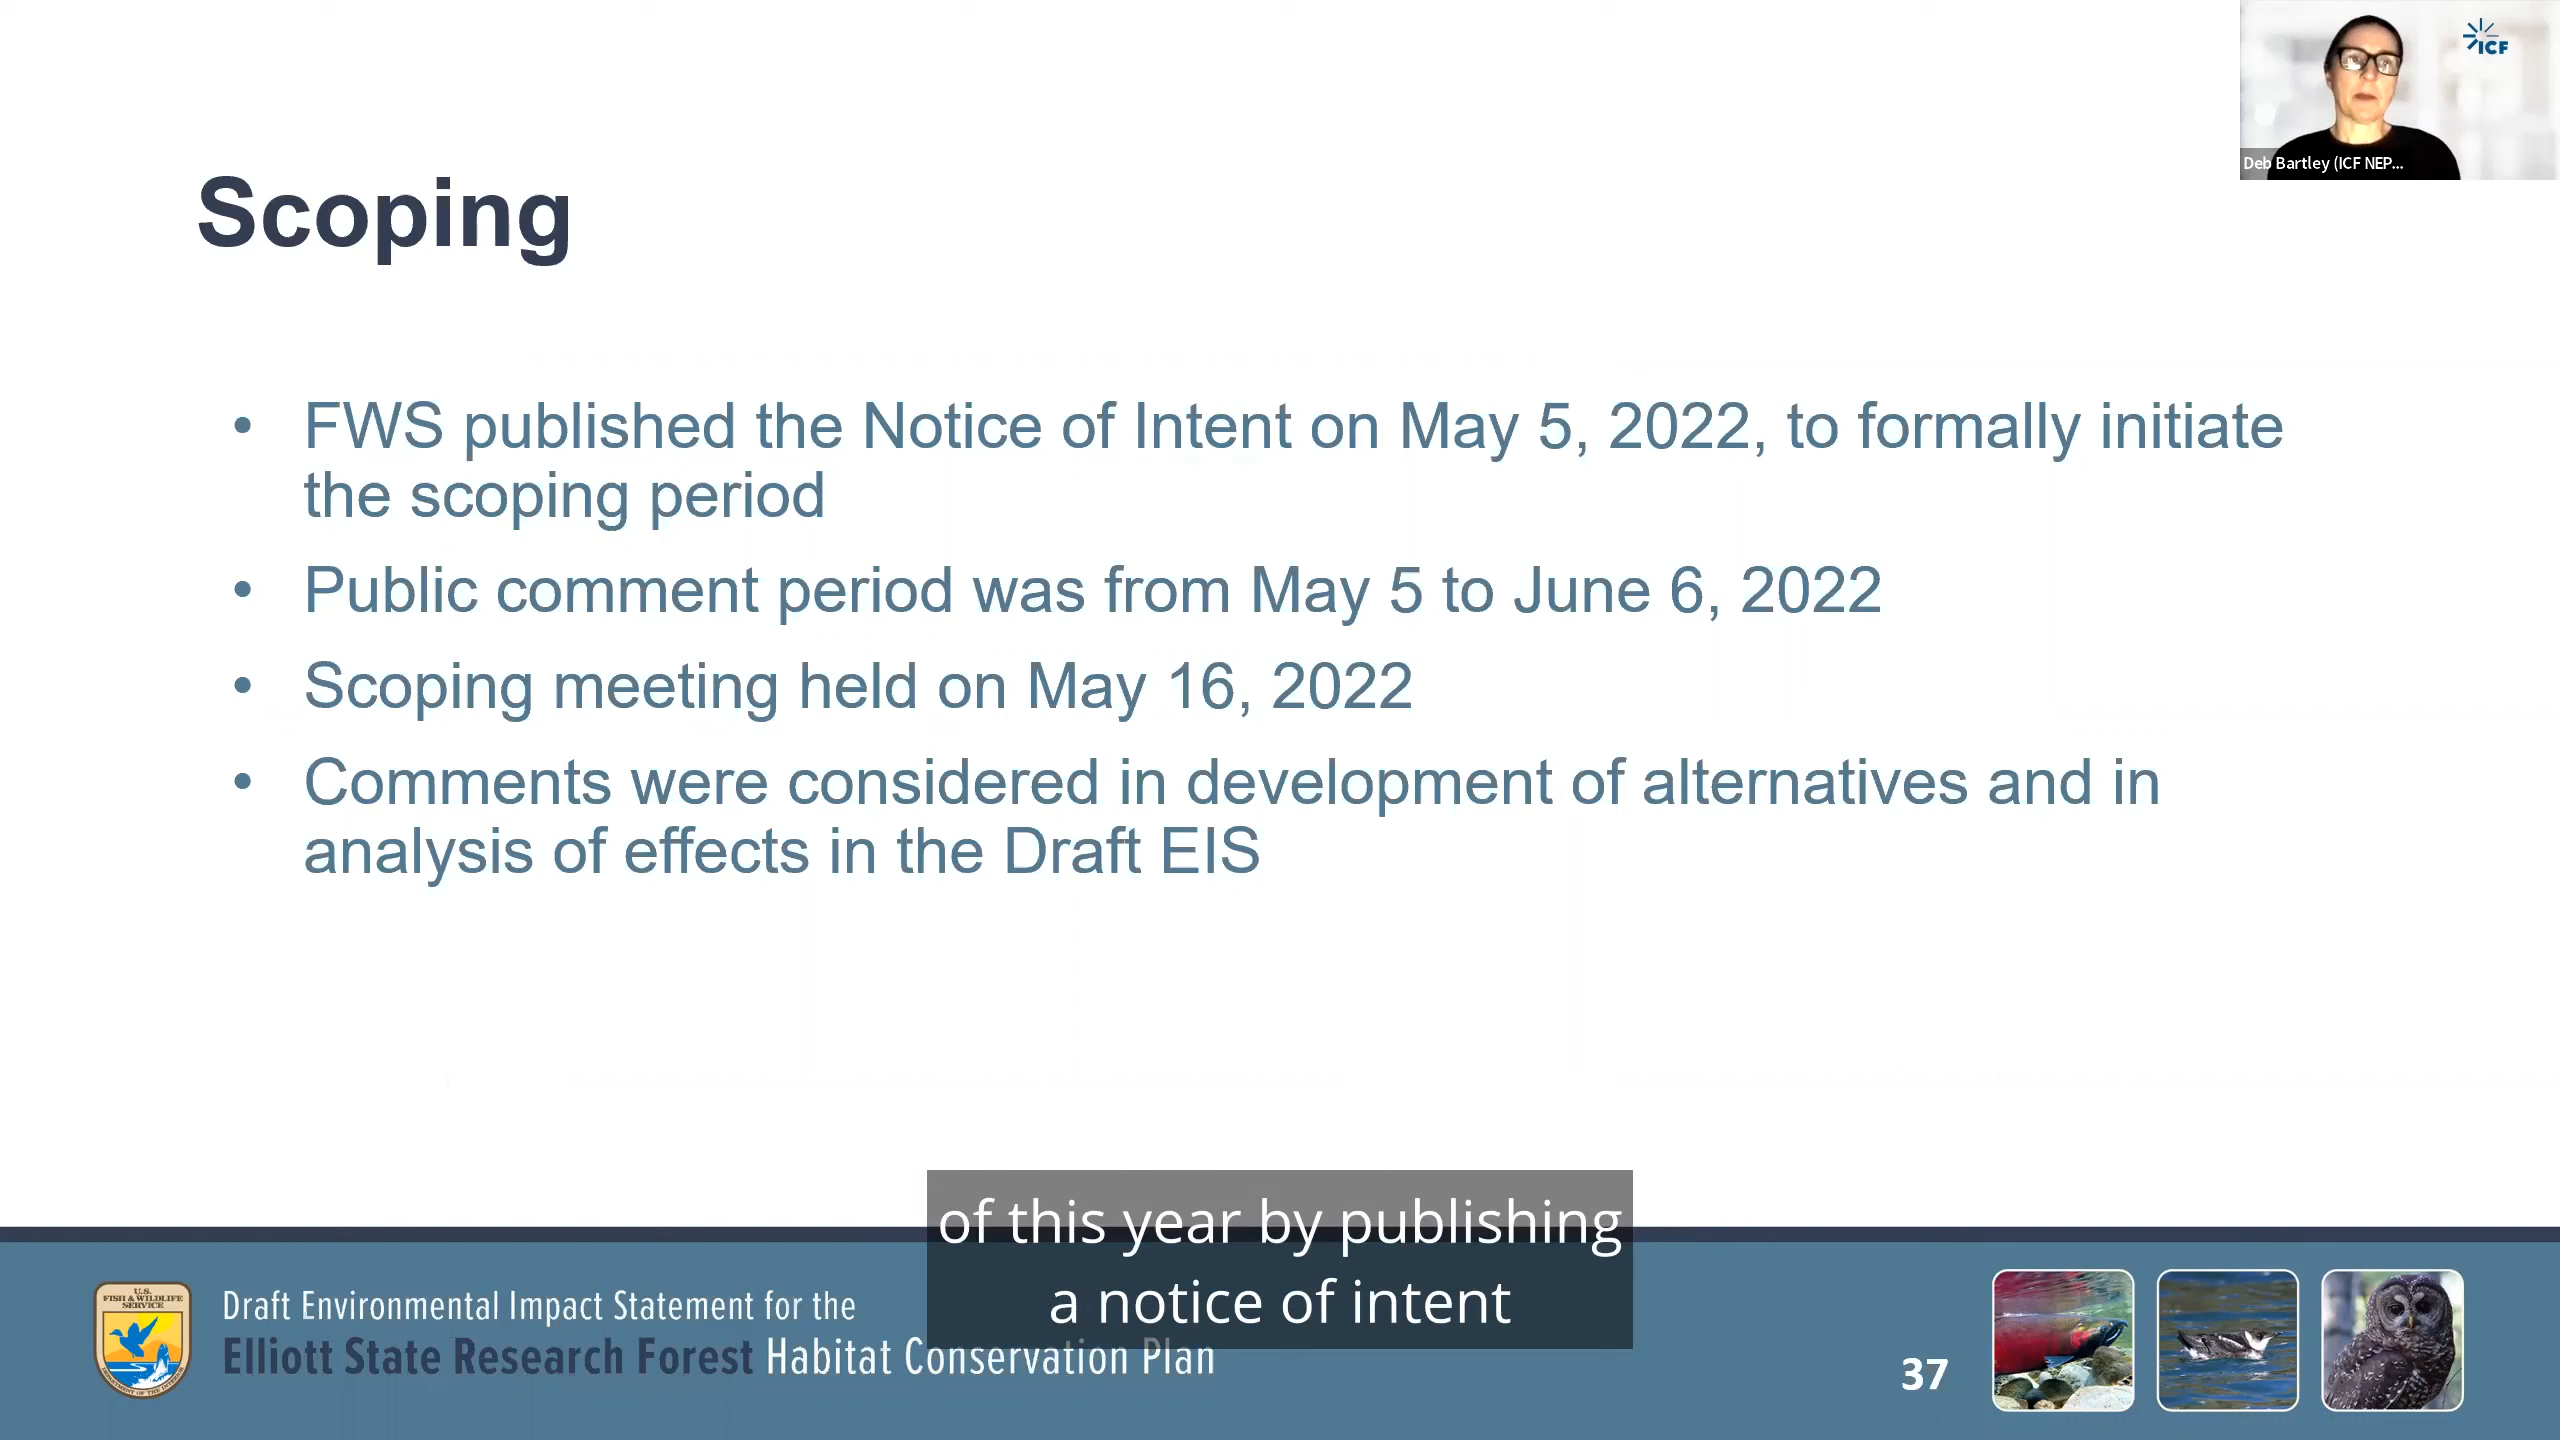 ICF
Deb Bartley (ICF NEP...
Scoping
• FWS published the Notice of Intent on May 5, 2022, to formally initiate
the scoping period
• Public comment period was from May 5 to June 6, 2022
• Scoping meeting held on May 16, 2022
• Comments were considered in development of alternatives and in
analysis of effects in the Draft EIS
of this year by publishing
a notice of intent
U.S.
FISH & WILDLIFE
SERVICE
DEPARTMENT OF THE INTERIOR
Draft Environmental Impact Statement for the
Elliott State Research Forest Habitat Conservation Plan
37